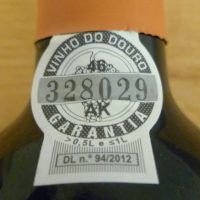 VINHO DO DOURO
46
328029
AK
GARANTIA
> 0,5L e ≤1L
DL n.º 94/2012